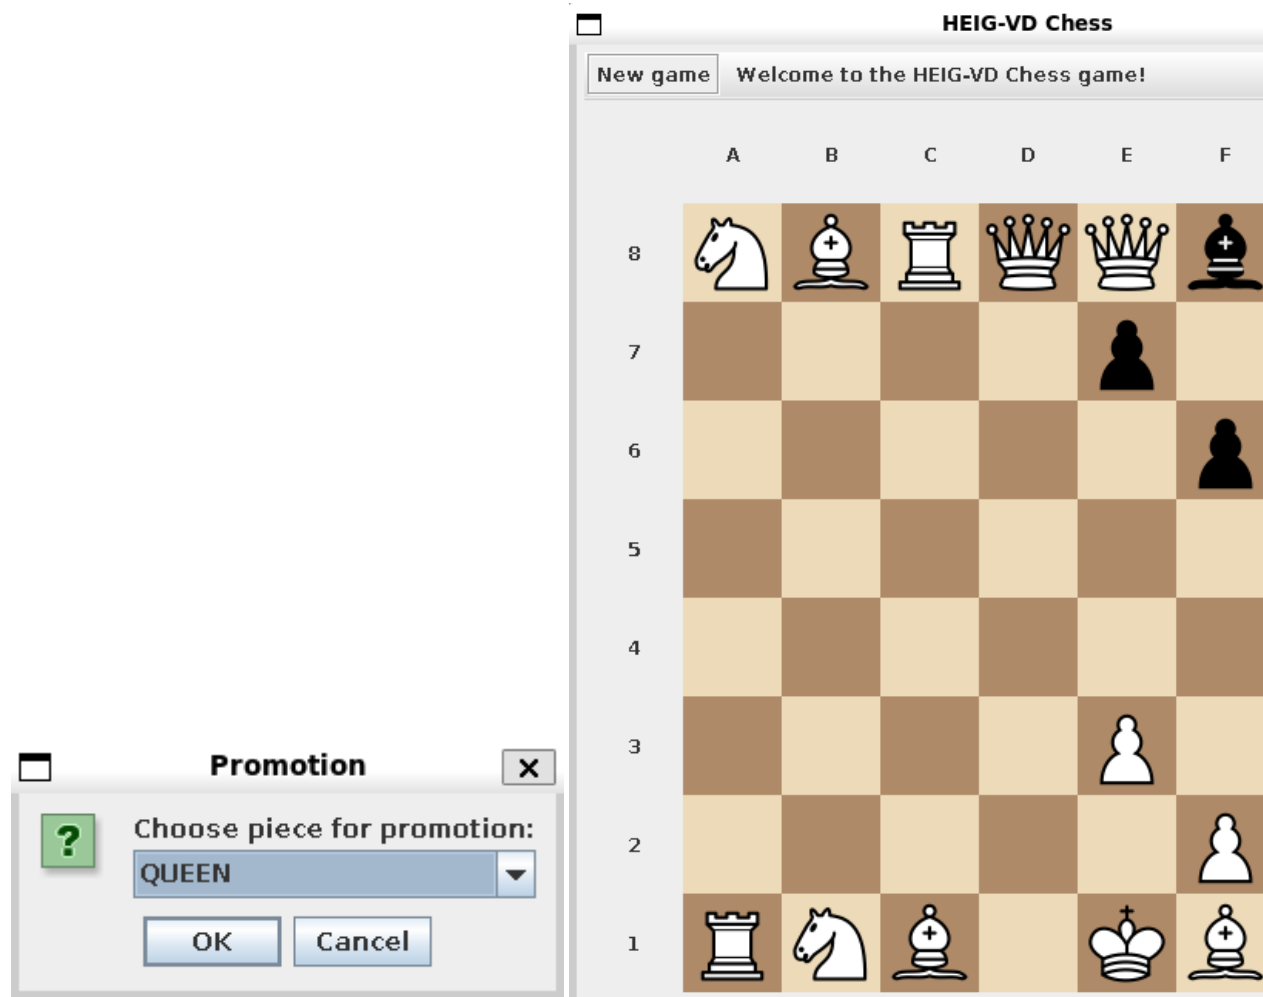 HEIG-VD Chess
New game
Welcome to the HEIG-VD Chess game!
A B C D E F
8
7
6
5
4
3
2
1
Promotion
?
Choose piece for promotion:
QUEEN
OK
Cancel